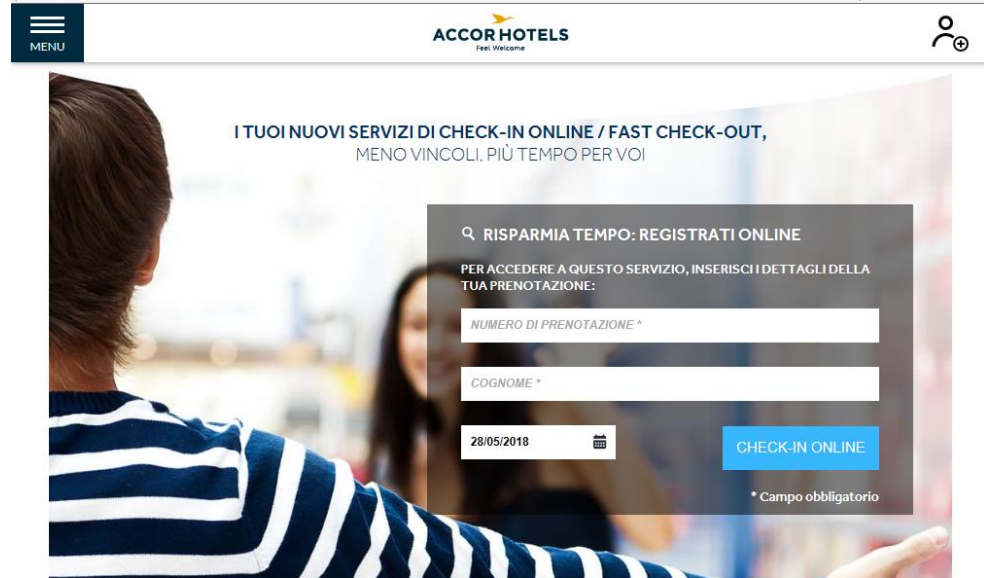 MENU
ACCOR HOTELS
Feel Welcome
I TUOI NUOVI SERVIZI DI CHECK-IN ONLINE / FAST CHECK-OUT,
MENO VINCOLI, PIÙ TEMPO PER VOI
RISPARMIA TEMPO: REGISTRATI ONLINE
PER ACCEDERE A QUESTO SERVIZIO, INSERISCI I DETTAGLI DELLA
TUA PRENOTAZIONE:
NUMERO DI PRENOTAZIONE *
COGNOME *
28/05/2018
CHECK-IN ONLINE
* Campo obbligatorio